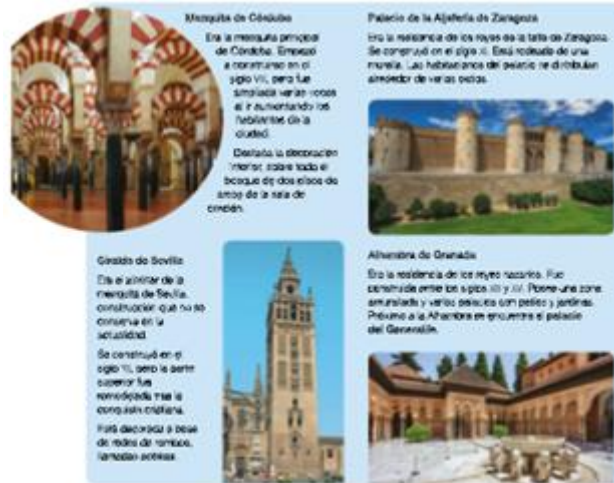 Mezquita de Córdoba
Era la mezquita principal
de Córdoba. Empezó
a construirse en el
siglo VIII, pero fue
ampliada varias veces
al ir aumentando los
habitantes de la
ciudad.
Destaca la decoración
interior, sobre todo el
bosque de dos pisos de
arcos de la sala de
oración.
Palacio de la Aljafería de Zaragoza
Era la residencia de los reyes de la taifa de Zaragoza.
Se construyó en el siglo XI. Está rodeado de una
muralla. Las habitaciones del palacio se distribuían
alrededor de varios patios.
Giralda de Sevilla
Era el alminar de la
mezquita de Sevilla,
construcción que no se
conserva en la
actualidad.
Se construyó en el
siglo XII, pero la parte
superior fue
remodelada tras la
conquista cristiana.
Está decorada a base
de redes de rombos,
llamadas sebkas.
Alhambra de Granada
Era la residencia de los reyes nazaríes. Fue
construida entre los siglos XIII y XV. Posee una zona
amurallada y varios palacios con patios y jardines.
Próximo a la Alhambra se encuentra el palacio
del Generalife.